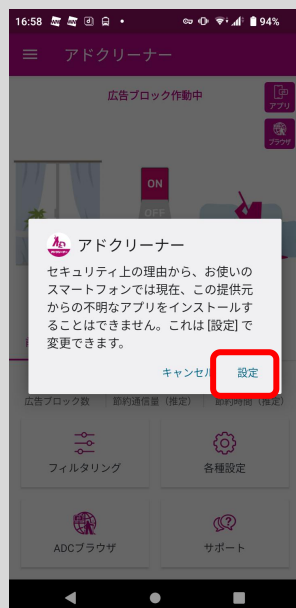 16:58
94%
アドクリーナー
広告ブロック作動中
アプリ
ブラウザ
ON
OFF
アドクリーナー
セキュリティ上の理由から、お使いの
スマートフォンでは現在、この提供元
からの不明なアプリをインストールす
ることはできません。これは [設定] で
変更できます。
キャンセル
設定
広告ブロック数
節約通信量（推定）
節約時間（推定）
フィルタリング
各種設定
ADCブラウザ
サポート